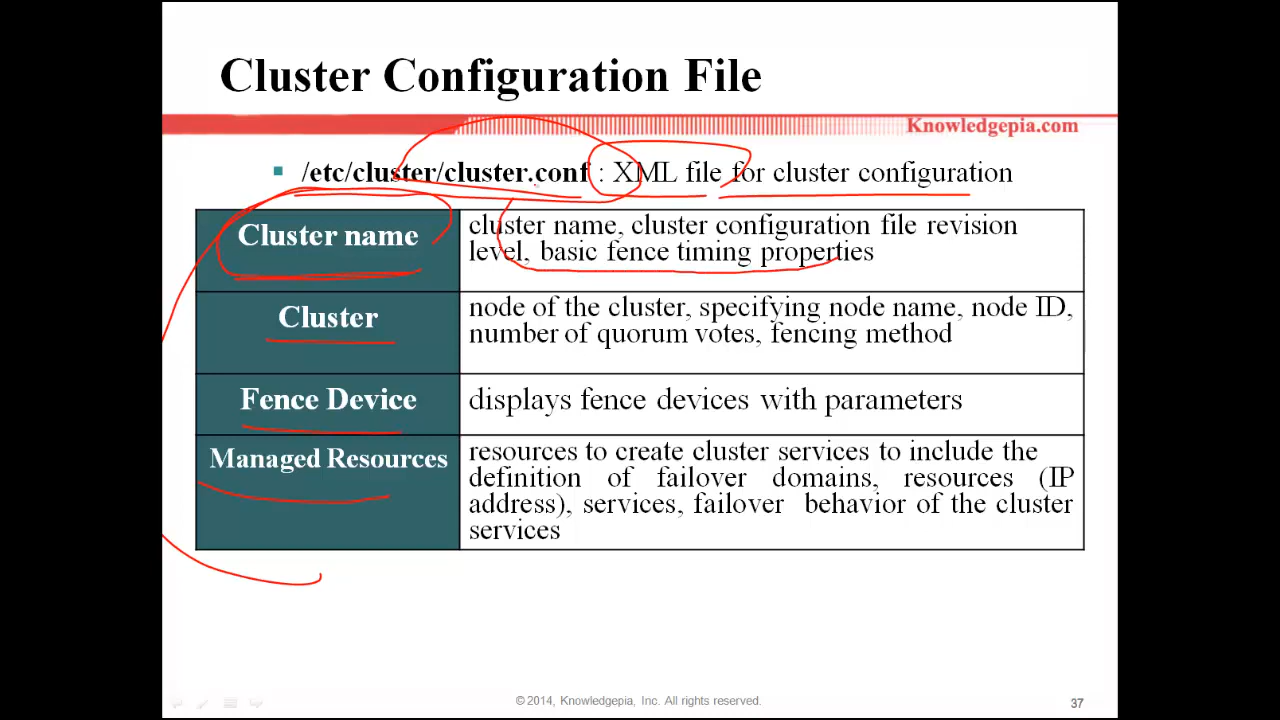 Cluster Configuration File
Knowledgepia.com
/etc/cluster/cluster.conf : XML file for cluster configuration
Cluster name
cluster name, cluster configuration file revision
level, basic fence timing properties
Cluster
node of the cluster, specifying node name, node ID,
number of quorum votes, fencing method
Fence Device
displays fence devices with parameters
Managed Resources
resources to create cluster services to include the
definition of failover domains, resources (IP
address), services, failover behavior of the cluster
services
© 2014, Knowledgepia, Inc. All rights reserved.
37